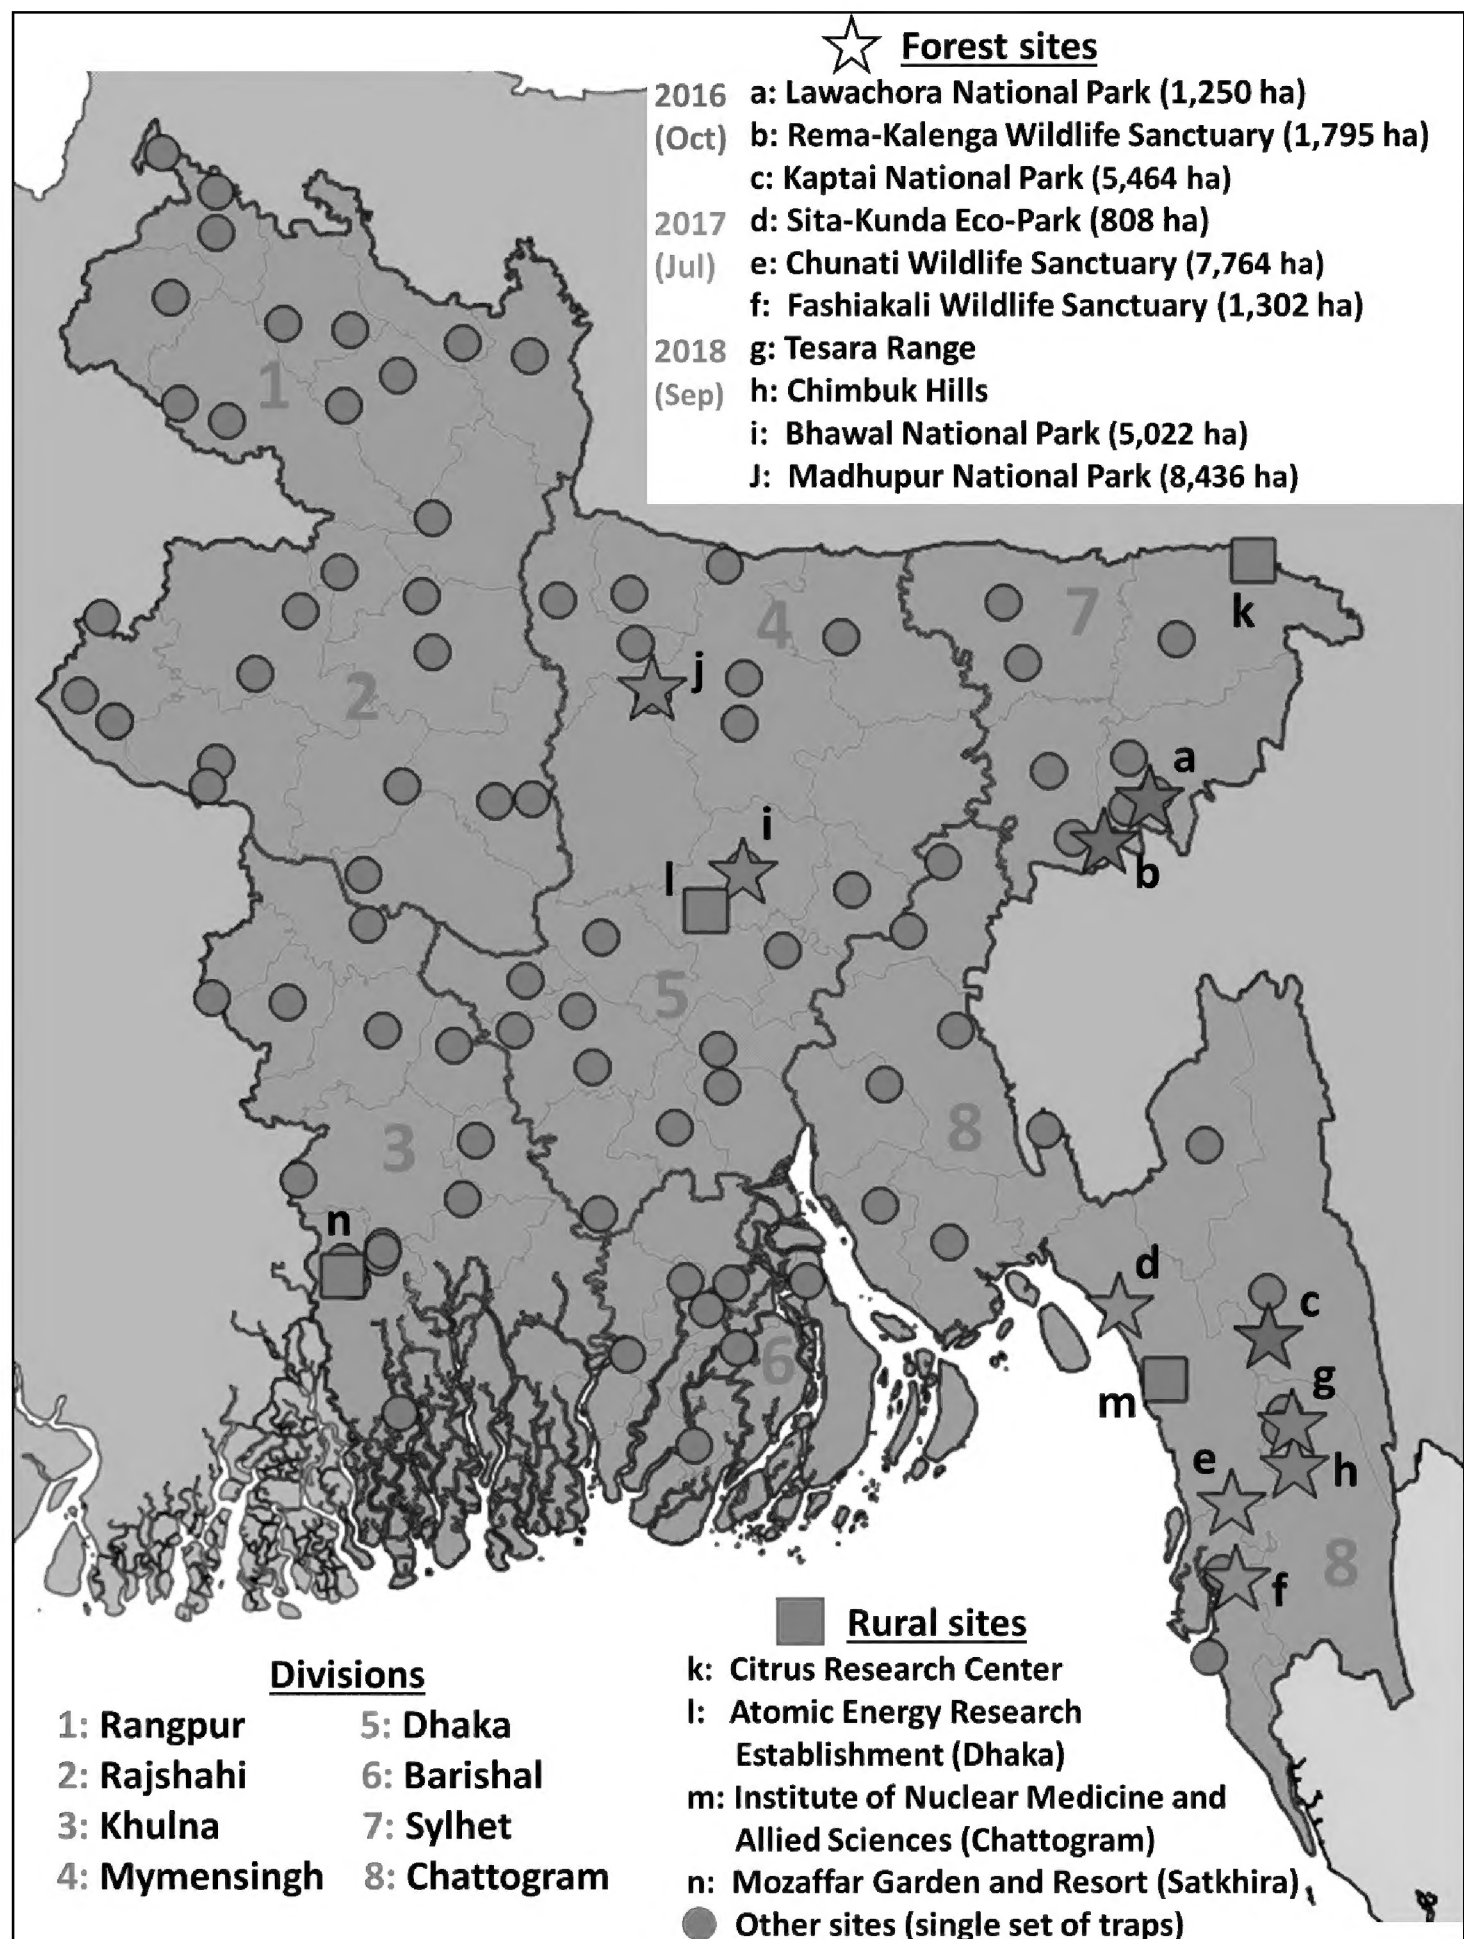 Forest sites
2016 a: Lawachora National Park (1,250 ha)
(Oct) b: Rema-Kalenga Wildlife Sanctuary (1,795 ha)
c: Kaptai National Park (5,464 ha)
2017 d: Sita-Kunda Eco-Park (808 ha)
(Jul) e: Chunati Wildlife Sanctuary (7,764 ha)
f: Fashiakali Wildlife Sanctuary (1,302 ha)
2018 g: Tesara Range
(Sep) h: Chimbuk Hills
i: Bhawal National Park (5,022 ha)
J: Madhupur National Park (8,436 ha)
1
4
7
k
j
2
a
i
l
b
5
8
3
n
d
c
6
g
m
e
h
8
f
Divisions
1: Rangpur
2: Rajshahi
3: Khulna
4: Mymensingh
5: Dhaka
6: Barishal
7: Sylhet
8: Chattogram
Rural sites
k: Citrus Research Center
l: Atomic Energy Research
Establishment (Dhaka)
m: Institute of Nuclear Medicine and
Allied Sciences (Chattogram)
n: Mozaffar Garden and Resort (Satkhira)
Other sites (single set of traps)